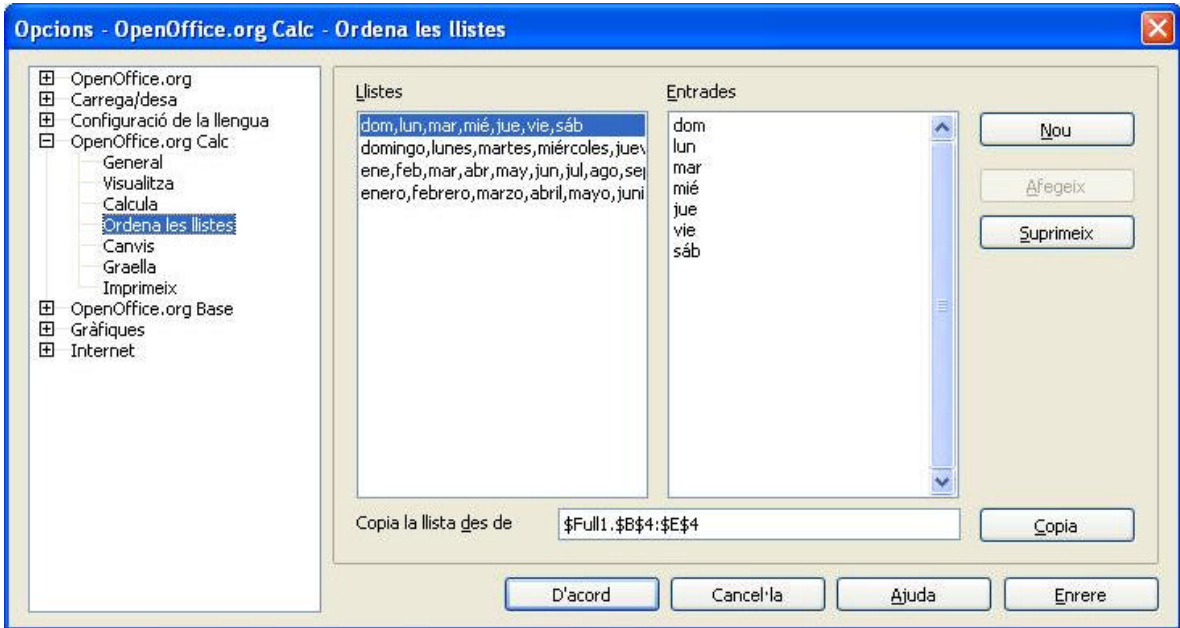 Opcions - OpenOffice.org Calc - Ordena les llistes
OpenOffice.org
Carrega/desa
Configuració de la llengua
OpenOffice.org Calc
General
Visualitza
Calcula
Ordena les llistes
Canvis
Graella
Imprimeix
OpenOffice.org Base
Gràfiques
Internet
Llistes
dom,lun,mar,mié,jue,vie,sáb
domingo,lunes,martes,miércoles,juev
ene,feb,mar,abr,may,jun,jul,ago,sep
enero,febrero,marzo,abril,mayo,juni
Entrades
dom
lun
mar
mié
jue
vie
sáb
Nou
Afegeix
Suprimeix
Copia la llista des de
$Full1.$B$4:$E$4
Copia
D'acord
Cancel·la
Ajuda
Enrere